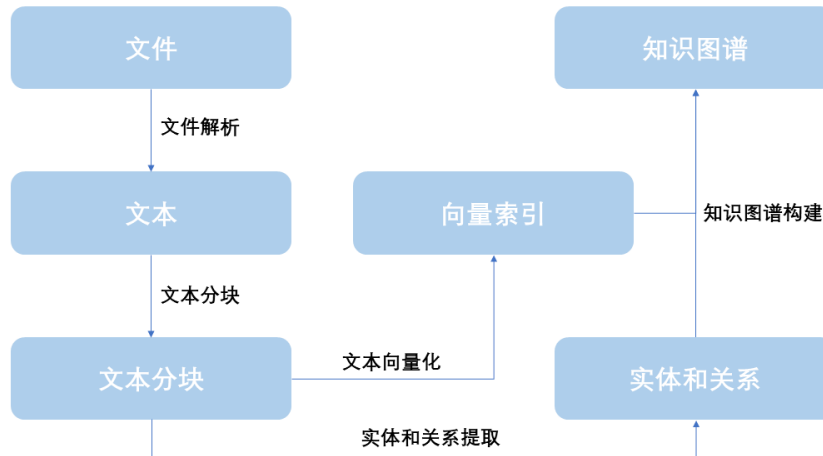 文件
知识图谱
文件解析
文本
向量索引
知识图谱构建
文本分块
文本分块
文本向量化
实体和关系
实体和关系提取